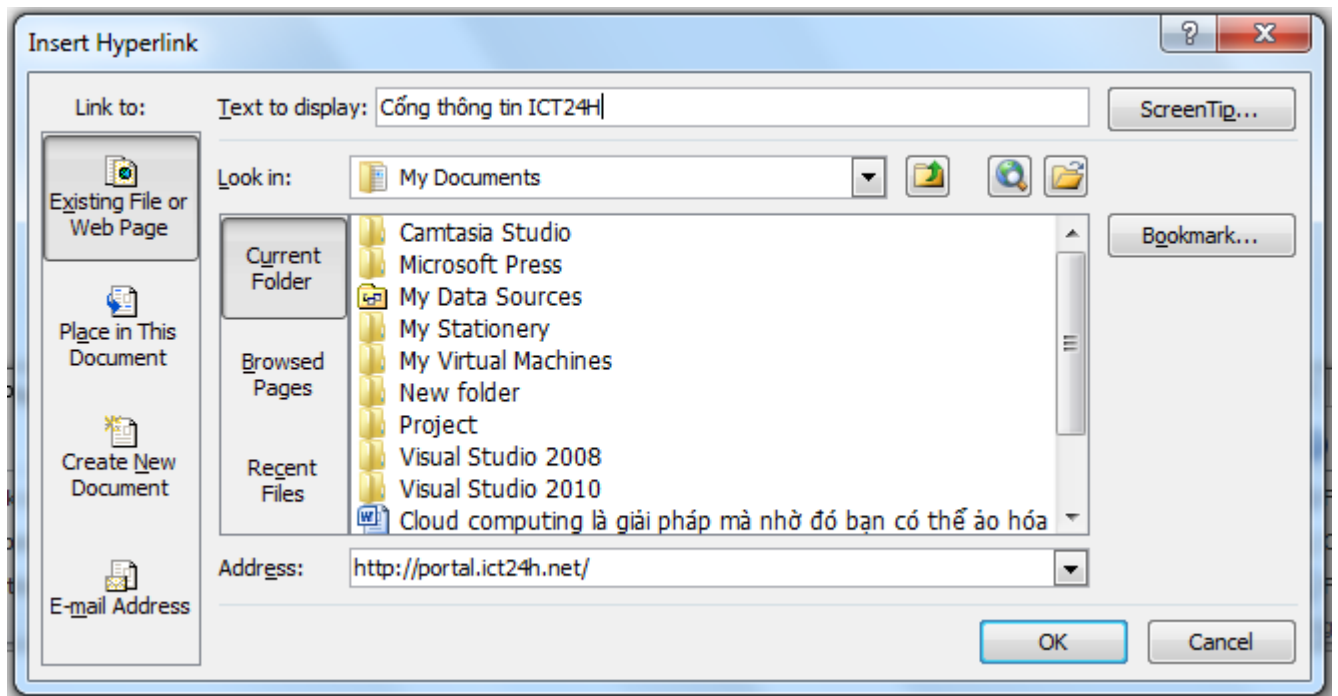 Insert Hyperlink
Link to:
Text to display: Cổng thông tin ICT24H
ScreenTip...
Existing File or
Web Page
Look in:
My Documents
Current
Folder
Camtasia Studio
Microsoft Press
My Data Sources
My Stationery
My Virtual Machines
New folder
Project
Visual Studio 2008
Visual Studio 2010
Cloud computing là giải pháp mà nhờ đó bạn có thể ảo hóa
Bookmark...
Place in This
Document
Browsed
Pages
Create New
Document
Recent
Files
E-mail Address
Address: http://portal.ict24h.net/
OK
Cancel